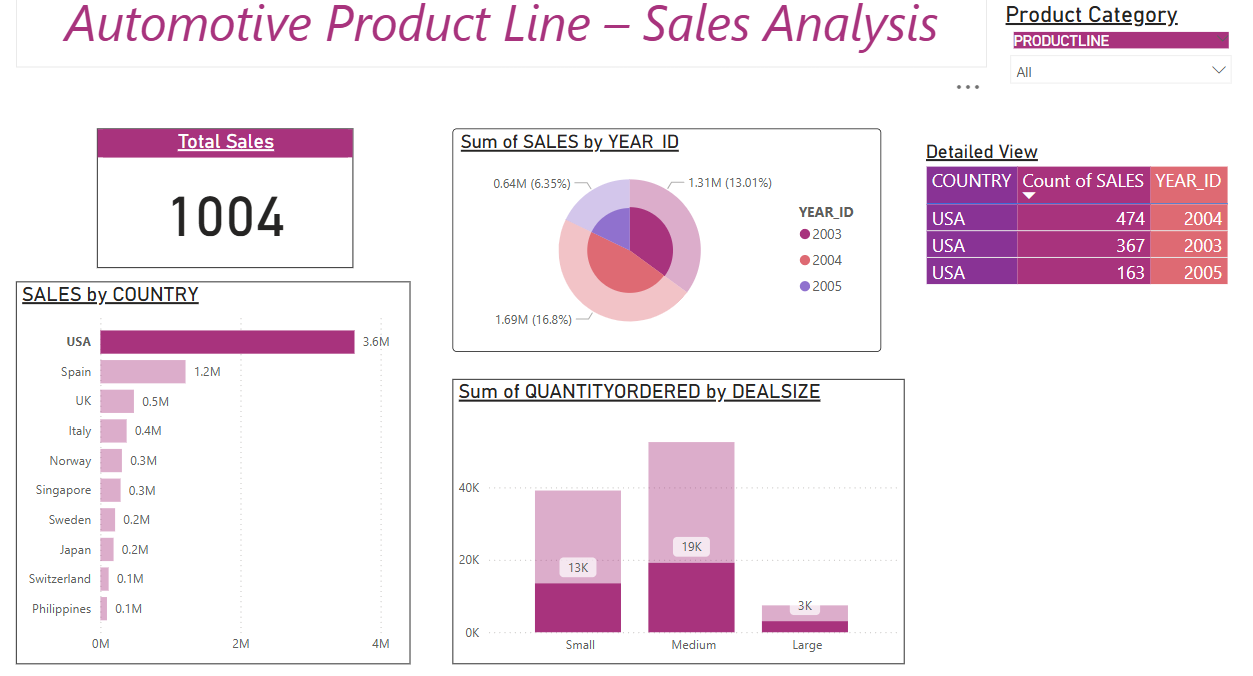 Automotive Product Line – Sales Analysis
Product Category
PRODUCTLINE
All
Total Sales
1004
Sum of SALES by YEAR_ID
0.64M (6.35%)
1.31M (13.01%)
1.69M (16.8%)
YEAR_ID
2003
2004
2005
Detailed View
COUNTRY Count of SALES YEAR_ID
USA 474 2004
USA 367 2003
USA 163 2005
SALES by COUNTRY
USA 3.6M
Spain 1.2M
UK 0.5M
Italy 0.4M
Norway 0.3M
Singapore 0.3M
Sweden 0.2M
Japan 0.2M
Switzerland 0.1M
Philippines 0.1M
0M 2M 4M
Sum of QUANTITYORDERED by DEALSIZE
40K
20K
0K
13K
19K
3K
Small Medium Large